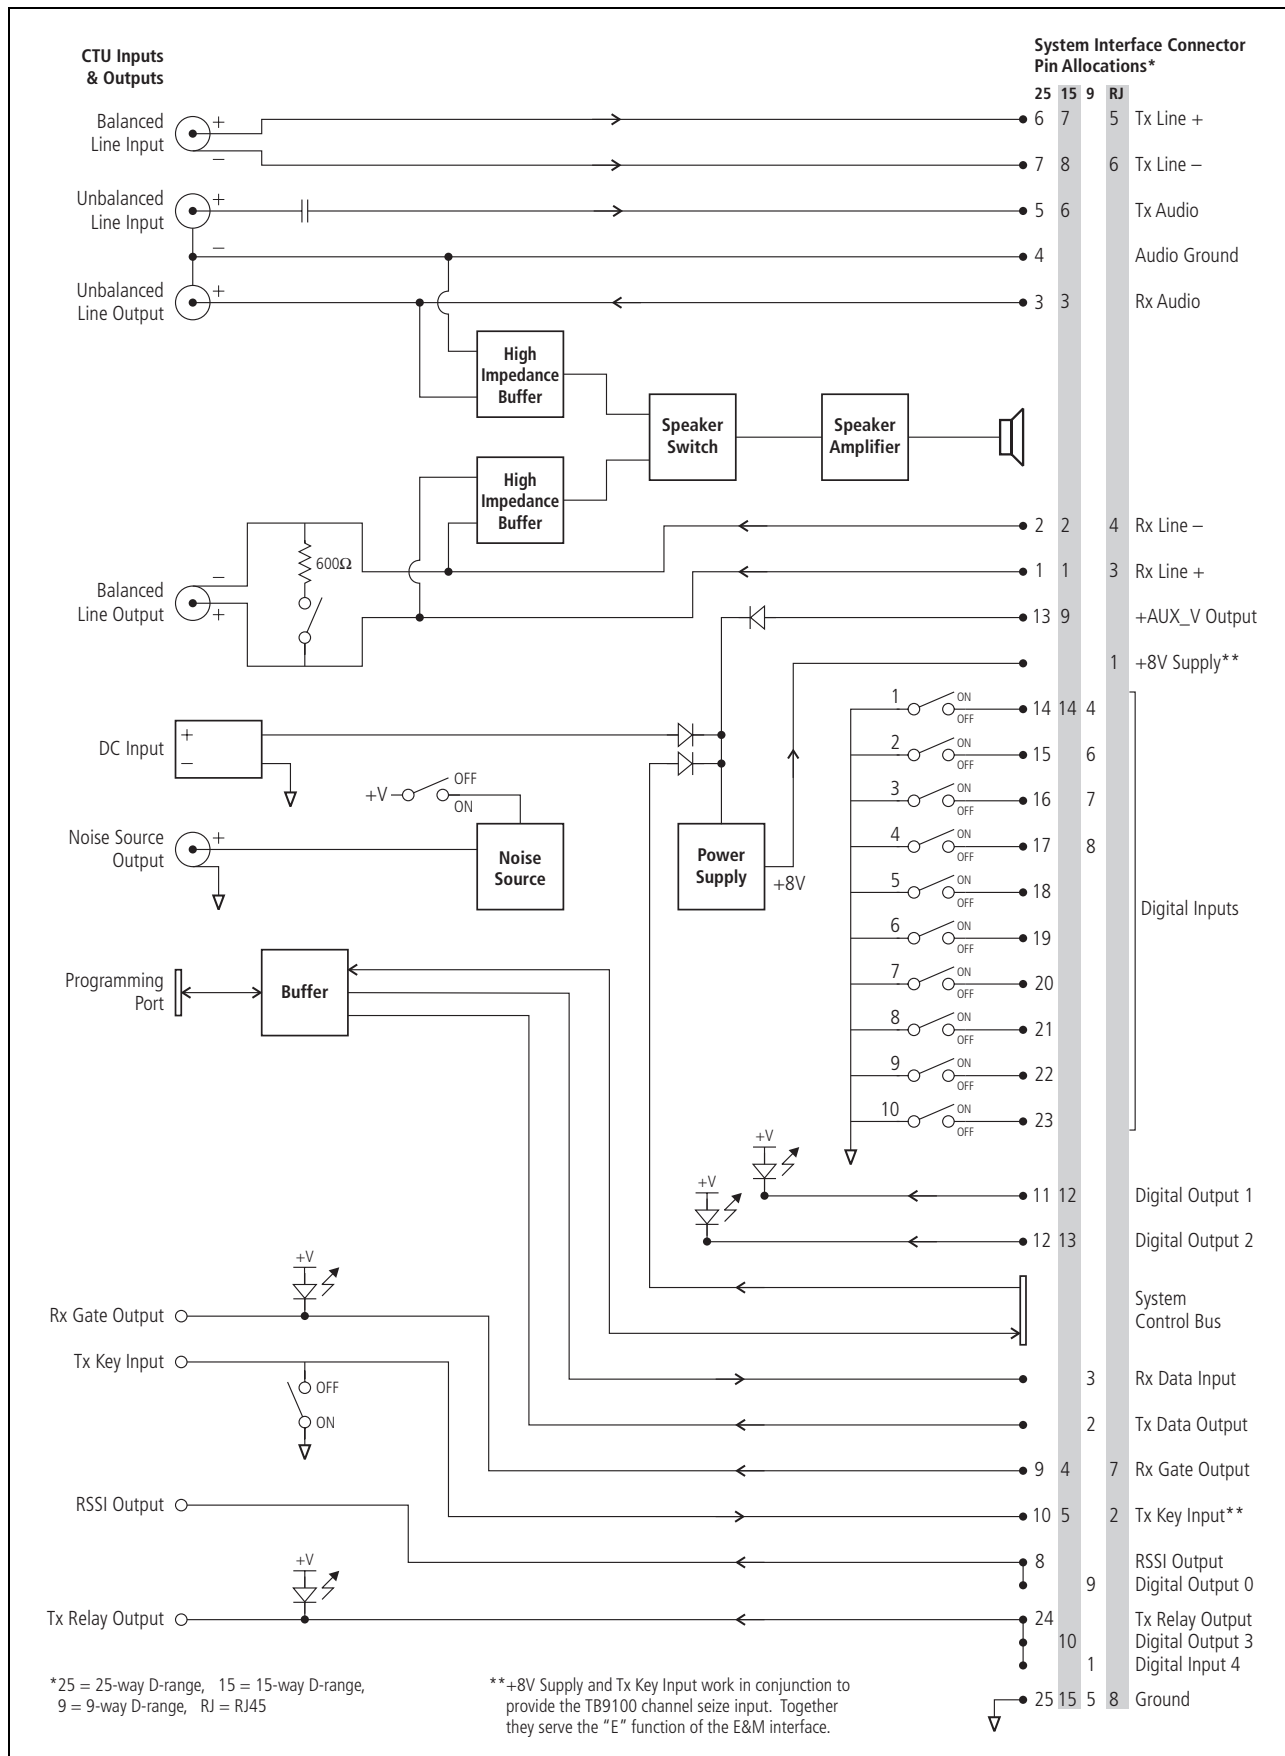 CTU Inputs
& Outputs
System Interface Connector
Pin Allocations*
25 15 9 RJ
Balanced
Line Input
+
−
6 7 5 Tx Line +
7 8 6 Tx Line −
Unbalanced
Line Input
+
−
5 6 Tx Audio
4 Audio Ground
Unbalanced
Line Output
+
3 3 Rx Audio
High
Impedance
Buffer
Speaker
Switch
Speaker
Amplifier
High
Impedance
Buffer
2 2 4 Rx Line −
600Ω
1 1 3 Rx Line +
Balanced
Line Output
−
+
13 9 +AUX_V Output
1 +8V Supply**
1 ON OFF 14 14 4
DC Input
+
−
2 ON OFF 15 6
3 ON OFF 16 7
+V OFF
ON
4 ON OFF 17 8
Noise Source
Output
+
Noise
Source
Power
Supply
+8V
5 ON OFF 18
Digital Inputs
6 ON OFF 19
Programming
Port
Buffer
7 ON OFF 20
8 ON OFF 21
9 ON OFF 22
10 ON OFF 23
+V
11 12 Digital Output 1
+V
12 13 Digital Output 2
+V
System
Control Bus
Rx Gate Output
Tx Key Input
OFF
ON
3 Rx Data Input
2 Tx Data Output
9 4 7 Rx Gate Output
RSSI Output
10 5 2 Tx Key Input**
8 RSSI Output
9 Digital Output 0
+V
Tx Relay Output
24 Tx Relay Output
10 Digital Output 3
1 Digital Input 4
25 15 5 8 Ground
*25 = 25-way D-range, 15 = 15-way D-range,
9 = 9-way D-range, RJ = RJ45
**+8V Supply and Tx Key Input work in conjunction to
provide the TB9100 channel seize input. Together
they serve the “E” function of the E&M interface.